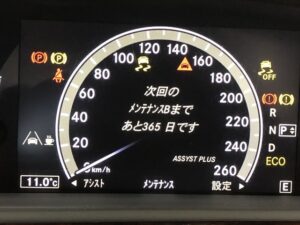 120 140
100 160
80
60 次回の 200 OFF
40 メンテナンスBまで 220 R
20 あと365 日です 240 N P
ASSYST PLUS D
km/h 260 ECO
11.0°C ◄ アシスト メンテナンス 設定 ► E